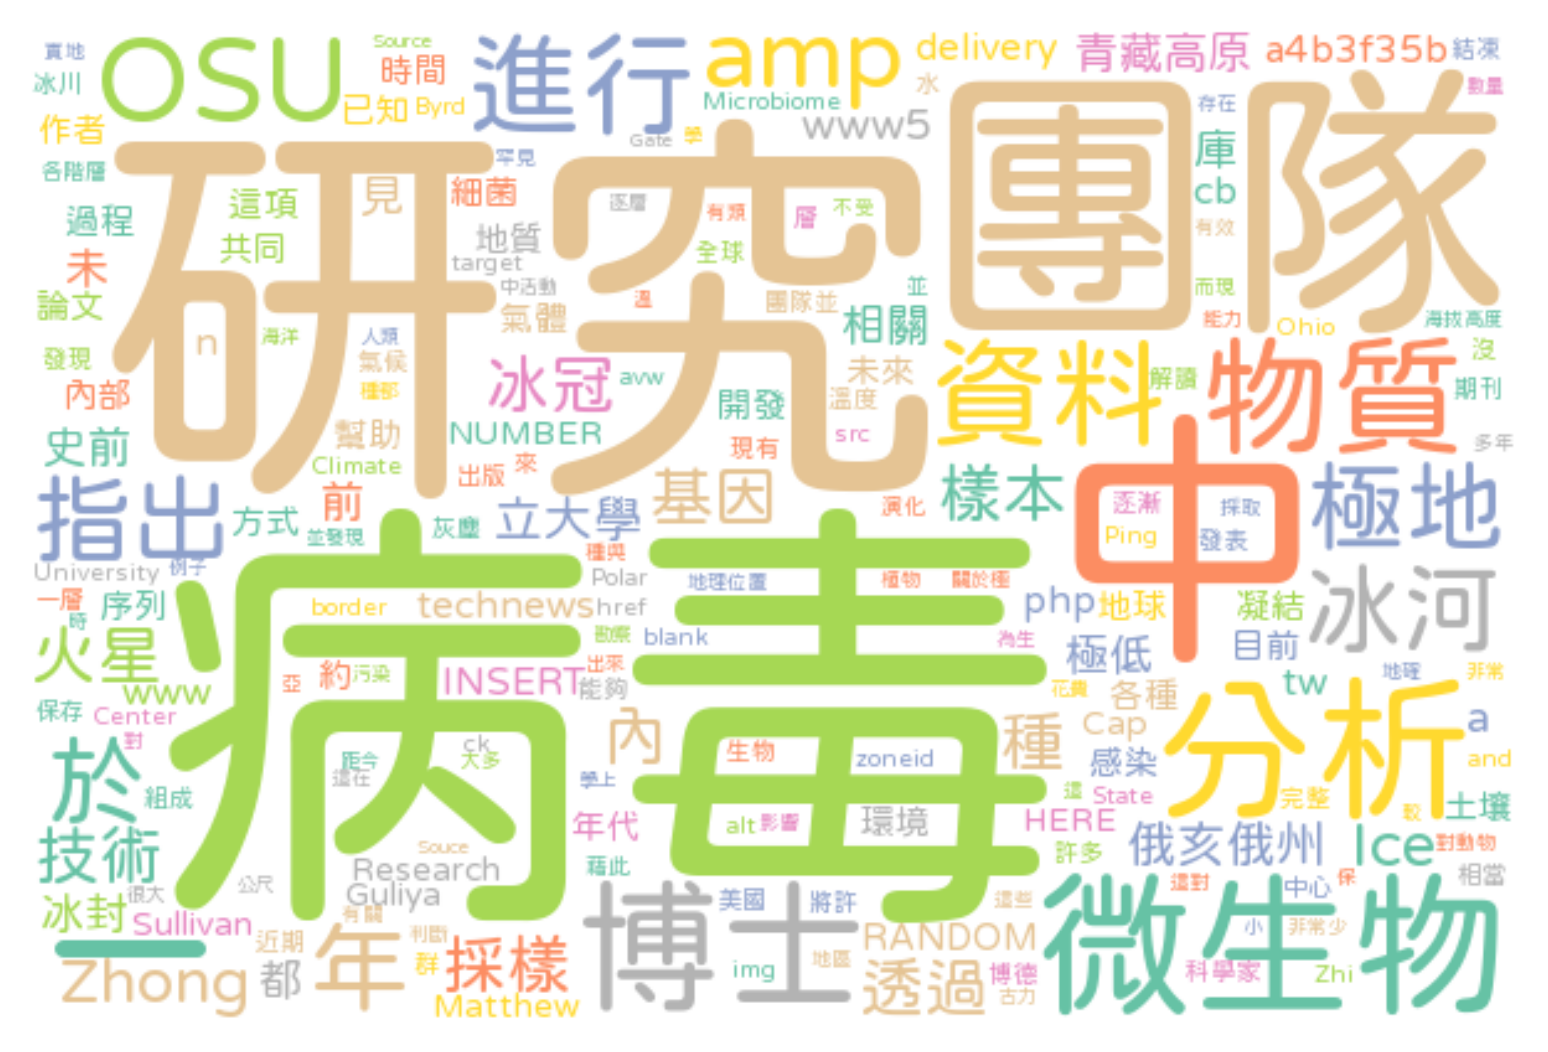 實地
Source
OSU
進行
amp
delivery
青藏高原
a4b3f35b
結凍
冰川
時間
已知
Byrd
Microbiome
水
數量
作者
www5
存在
Gate
學
研究
團隊
庫
各階層
罕見
見
細菌
cb
這項
逐層
有類
層
不受
過程
共同
地質
全球
有效
未
target
中活動
溫
團隊並
並
而現
論文
氣體
相關
能力
Ohio
海拔高度
n
海洋
人類
發現
氣候
冰冠
avw
未來
資料
解讀
物質
沒
期刊
內部
種都
開發
溫度
史前
幫助
NUMBER
現有
src
多年
Climate
出版
來
指出
前
立大學
基因
樣本
中
極地
方式
並發現
灰塵
演化
逐漸
採取
Ping
發表
University
例子
種與
Polar
地理位置
植物
關於極
冰河
一層
序列
時
border
technews
href
php
地球
凝結
火星
病毒
勘察
blank
為生
極低
目前
www
亞
約
污染
INSERT
出來
能夠
地確
非常
tw
保存
Center
花費
各種
分析
a
對
內
種
Cap
於
ck
距今
這在
大多
生物
zoneid
感染
and
學上
組成
這
State
完整
較
土壤
技術
年代
alt
影響
環境
HERE
俄亥俄州
Ice
對動物
Souce
許多
Research
藉此
很大
公尺
Guliya
這對
中心
保
相當
冰封
Sullivan
有關
博士
美國
將許
這些
微生物
小
非常少
一
近期
年
利斷
RANDOM
Zhong
都
群
採樣
img
地區
透過
博德
古力
科學家
Zhi
Matthew